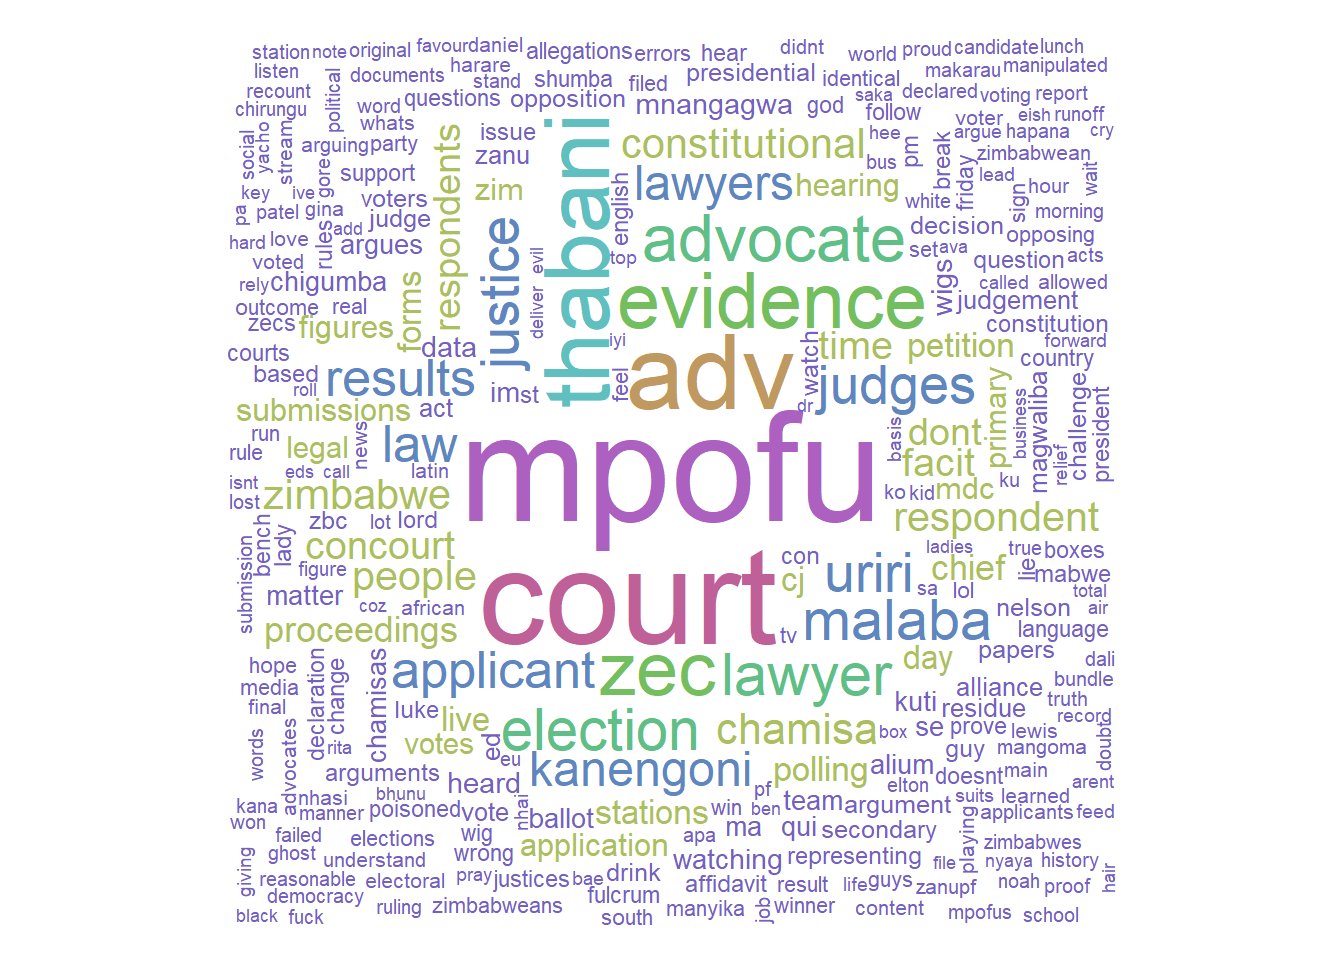 station note original favourdaniel allegations errors hear didnt world proud candidate lunch
listen documents harare stand shumba filed presidential identical makarau manipulated
recount political word questions opposition mnangagwa god saka declared voting report
chirungu whats follow voter eish runoff
social yacho stream arguing party issue thabani constitutional hee pm break argue hapana cry
gore support respondents zanu bus friday zimbabwean
key ive voters zim justice english lawyers hearing white lead sign hour wait
pa patel gina judge decision morning
hard love rules add argues advocate set ava opposing
voted evil top wigs question acts
rely chigumba forms deliver evidence called allowed
outcome real judgement
zecs figures iyi constitution
courts data adv watch time petition forward
based results feel country
roll im st judges primary business magwaliba challenge president
submissions act dr
run legal news law mpofu basis dont relief
rule
isnt eds call latin facit
lost zimbabwe ko kid mdc ku
zbc lot lord respondent
submission bench lady concourt court con ladies true boxes
figure people cj uriri chief lie mabwe
matter coz african sa lol total
malaba nelson air
proceedings tv language
hope declaration change chamisas applicant zec lawyer day papers dali
media alliance bundle
final luke live kuti residue truth
words advocates rita votes ed election chamisa box se prove lewis record
eu guy mangoma doubt
arguments heard kanengoni polling alium doesnt main arent
nhasi bhunu pf elton suits learned
kana manner poisoned vote nhai ballot stations win ben team argument applicants feed
won
failed elections wig application apa ma qui secondary playing zimbabwes
giving ghost understand wrong watching representing file nyaya history hair
reasonable electoral pray justices bae drink affidavit result life guys zanupf noah proof
democracy fulcrum
black fuck ruling zimbabweans south manyika job winner content mpofus school